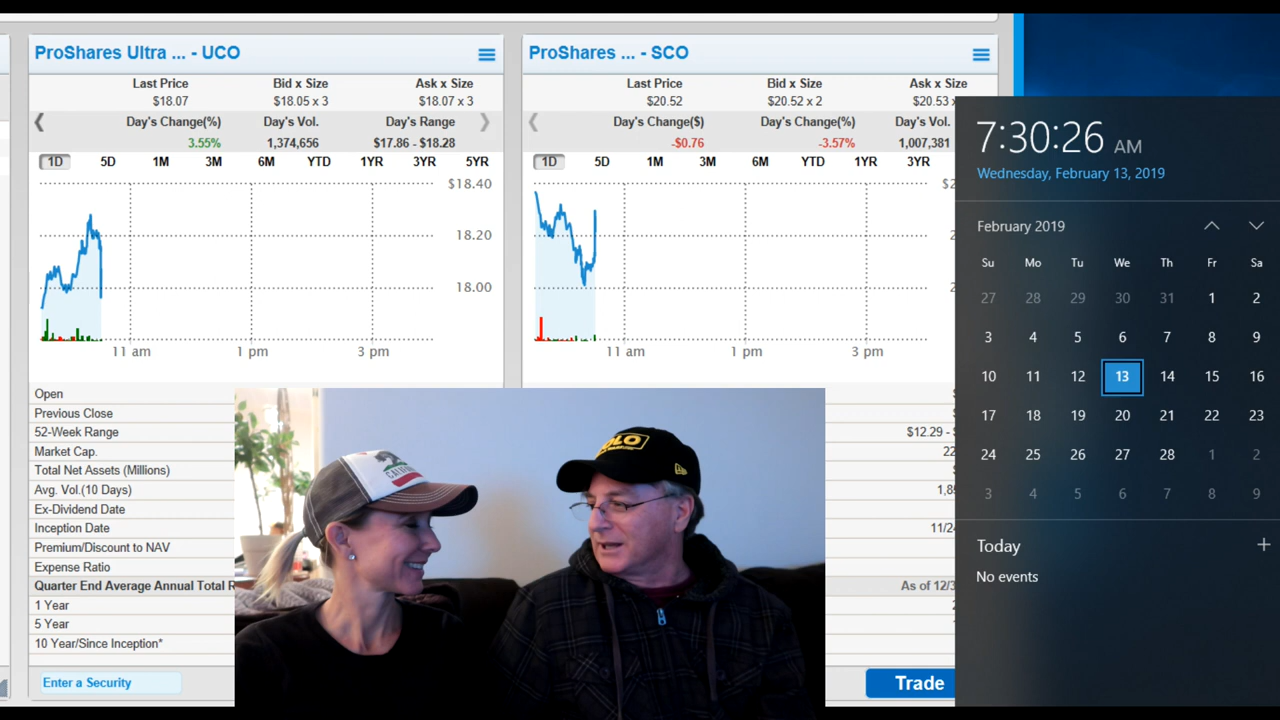 ProShares Ultra ... - UCO
Last Price Bid x Size Ask x Size
$18.07 $18.05 x 3 $18.07 x 3
Day's Change(%) Day's Vol. Day's Range
3.55% 1,374,656 $17.86 - $18.28
1D 5D 1M 3M 6M YTD 1YR 3YR 5YR
$18.40
18.20
18.00
11 am 1 pm 3 pm
Open
Previous Close
52-Week Range
Market Cap.
Total Net Assets (Millions)
Avg. Vol.(10 Days)
Ex-Dividend Date
Inception Date
Premium/Discount to NAV
Expense Ratio
Quarter End Average Annual Total R
1 Year
5 Year
10 Year/Since Inception*
Enter a Security
ProShares ... - SCO
Last Price Bid x Size Ask x Size
$20.52 $20.52 x 2 $20.53 x
Day's Change($) Day's Change(%) Day's Vol.
-$0.76 -3.57% 1,007,381
1D 5D 1M 3M 6M YTD 1YR 3YR
11 am 1 pm 3 pm
$12.29 -
As of 12/3
Trade
7:30:26 AM
Wednesday, February 13, 2019
February 2019
Su Mo Tu We Th Fr Sa
27 28 29 30 31 1 2
3 4 5 6 7 8 9
10 11 12 13 14 15 16
17 18 19 20 21 22 23
24 25 26 27 28 1 2
3 4 5 6 7 8 9
Today
No events